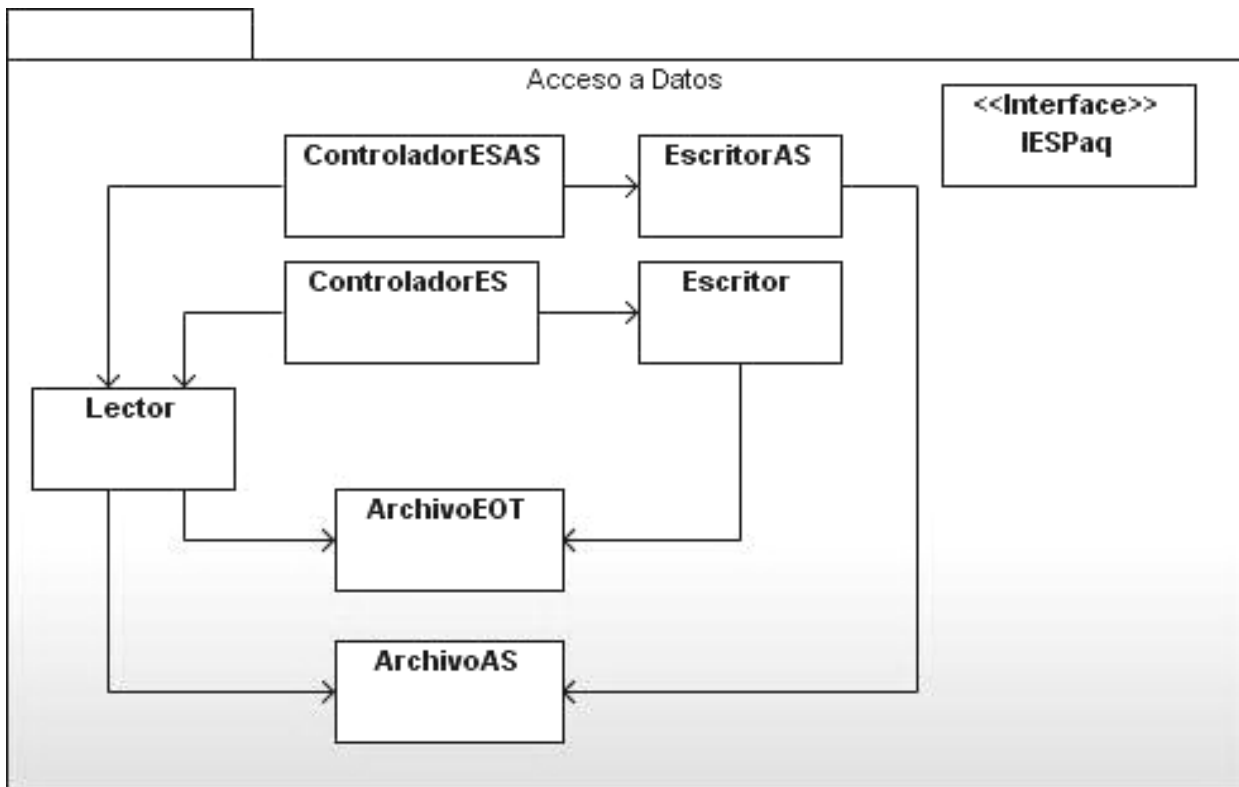 Acceso a Datos
<<Interface>>
IESPaq
ControladorESAS
EscritorAS
ControladorES
Escritor
Lector
ArchivoEOT
ArchivoAS